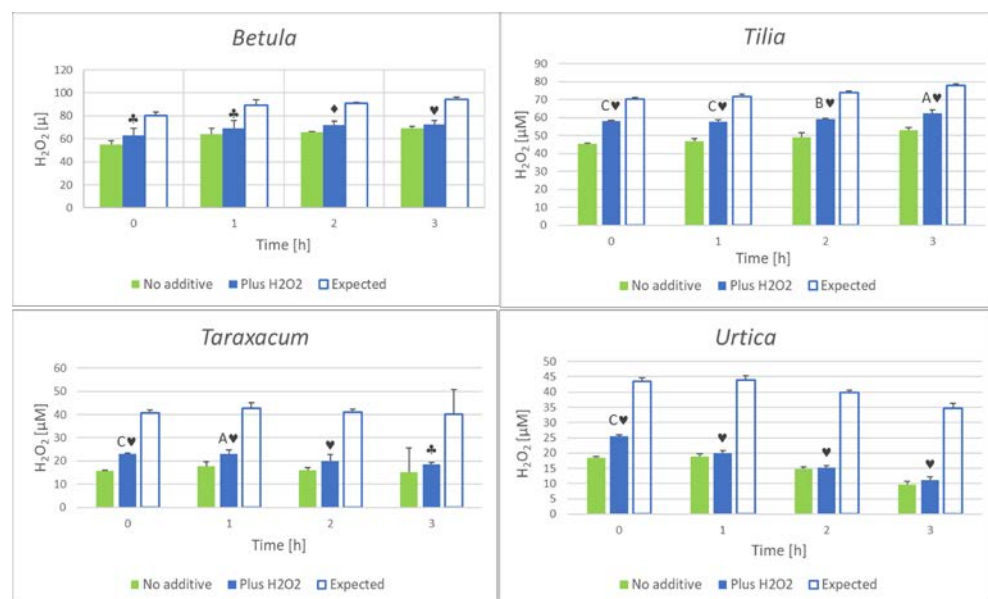 Betula
H₂O₂ [µ]
120
100
80
60
40
20
0
♣ ♣ ♦ ♥
0 1 2 3
Time [h]
No additive Plus H2O2 Expected
Tilia
H₂O₂ [µM]
90
80
70
60
50
40
30
20
10
0
C♥ C♥ B♥ A♥
0 1 2 3
Time [h]
No additive Plus H2O2 Expected
Taraxacum
H₂O₂ [µM]
60
50
40
30
20
10
0
C♥ A♥ ♥ ♣
0 1 2 3
Time [h]
No additive Plus H2O2 Expected
Urtica
H₂O₂ [µM]
50
45
40
35
30
25
20
15
10
5
0
C♥ ♥ ♥ ♥
0 1 2 3
Time [h]
No additive Plus H2O2 Expected